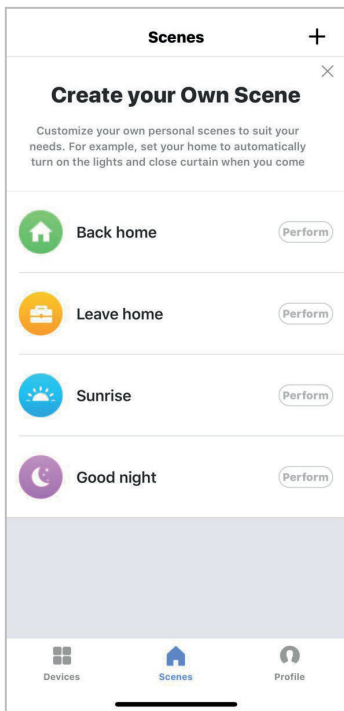 Scenes
Create your Own Scene
Customize your own personal scenes to suit your
needs. For example, set your home to automatically
turn on the lights and close curtain when you come
Back home
Perform
Leave home
Perform
Sunrise
Perform
Good night
Perform
Devices
Scenes
Profile